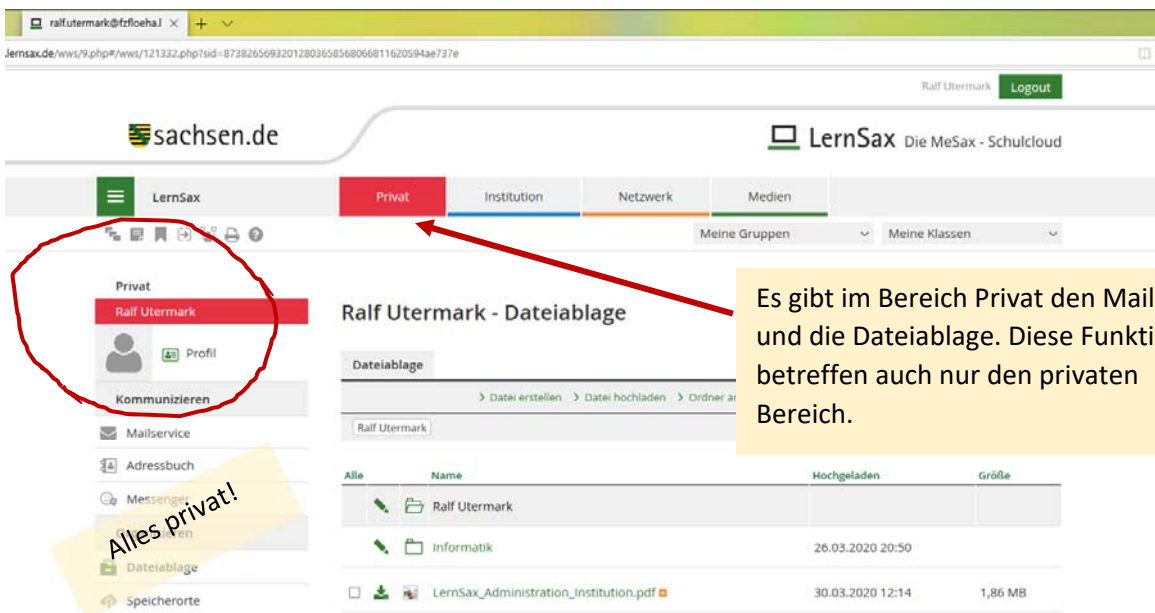 ralf.utermark@fzfloeha.l
.lernsax.de/wws/9.php#/wws/121332.php?sid=87382656932012803658568066811620594ae737e
Ralf Utermark Logout
sachsen.de
LernSax Die MeSax - Schulcloud
LernSax Privat Institution Netzwerk Medien
Meine Gruppen Meine Klassen
Privat
Ralf Utermark
Profil
Kommunizieren
Mailservice
Adressbuch
Messenger
Alles privat!
Dateiablage
Speicherorte
Ralf Utermark - Dateiablage
Es gibt im Bereich Privat den Mail
und die Dateiablage. Diese Funkti
betreffen auch nur den privaten
Bereich.
Dateiablage
Datei erstellen Datei hochladen Ordner
Ralf Utermark
Alle Name Hochgeladen Größe
Ralf Utermark
Informatik 26.03.2020 20:50
LernSax_Administration_Institution.pdf 30.03.2020 12:14 1,86 MB